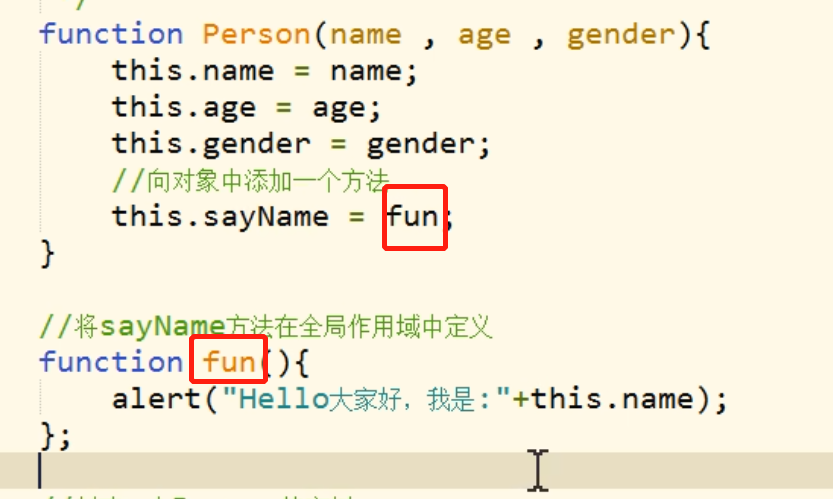 function Person(name , age , gender){
this.name = name;
this.age = age;
this.gender = gender;
//向对象中添加一个方法
this.sayName = fun;
}
//将sayName方法在全局作用域中定义
function fun(){
alert("Hello大家好，我是:"+this.name);
};